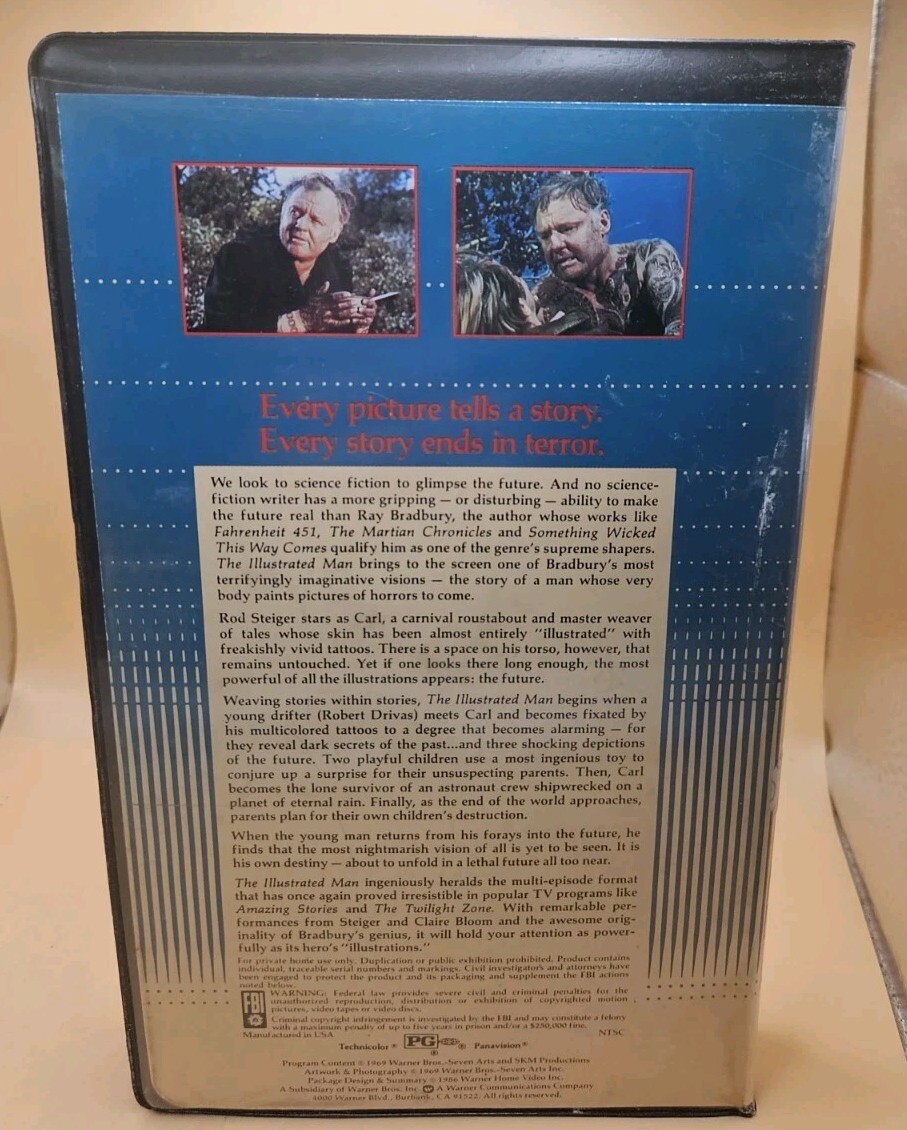 Every picture tells a story.
Every story ends in terror.
We look to science fiction to glimpse the future. And no science-
fiction writer has a more gripping — or disturbing — ability to make
the future real than Ray Bradbury, the author whose works like
Fahrenheit 451, The Martian Chronicles and Something Wicked
This Way Comes qualify him as one of the genre's supreme shapers.
The Illustrated Man brings to the screen one of Bradbury's most
terrifyingly imaginative visions — the story of a man whose very
body paints pictures of horrors to come.
Rod Steiger stars as Carl, a carnival roustabout and master weaver
of tales whose skin has been almost entirely "illustrated" with
freakishly vivid tattoos. There is a space on his torso, however, that
remains untouched. Yet if one looks there long enough, the most
powerful of all the illustrations appears: the future.
Weaving stories within stories, The Illustrated Man begins when a
young drifter (Robert Drivas) meets Carl and becomes fixated by
his multicolored tattoos to a degree that becomes alarming — for
they reveal dark secrets of the past...and three shocking depictions
of the future. Two playful children use a most ingenious toy to
conjure up a surprise for their unsuspecting parents. Then, Carl
becomes the lone survivor of an astronaut crew shipwrecked on a
planet of eternal rain. Finally, as the end of the world approaches,
parents plan for their own children's destruction.
When the young man returns from his forays into the future, he
finds that the most nightmarish vision of all is yet to be seen. It is
his own destiny — about to unfold in a lethal future all too near.
The Illustrated Man ingeniously heralds the multi-episode format
that has once again proved irresistible in popular TV programs like
Amazing Stories and The Twilight Zone. With remarkable per-
formances from Steiger and Claire Bloom and the awesome orig-
inality of Bradbury's genius, it will hold your attention as power-
fully as its hero's "illustrations."
For private home use only. Duplication or public exhibition prohibited. Product contains
individual, traceable serial numbers and markings. Civil investigators and attorneys have
been engaged to protect the product and its packaging and supplement the FBI actions
noted below.
FBI
WARNING: Federal law provides severe civil and criminal penalties for the
unauthorized reproduction, distribution or exhibition of copyrighted motion
pictures, video tapes or video discs.
Criminal copyright infringement is investigated by the FBI and may constitute a felony
with a maximum penalty of up to five years in prison and/or a $250,000 fine.
Manufactured in USA NTSC
Technicolor® PG ® Panavision®
Program Content © 1969 Warner Bros.-Seven Arts and SKM Productions
Artwork & Photography © 1969 Warner Bros.-Seven Arts Inc.
Package Design & Summary © 1986 Warner Home Video Inc.
A Subsidiary of Warner Bros. Inc. A Warner Communications Company
4000 Warner Blvd., Burbank, CA 91522. All rights reserved.